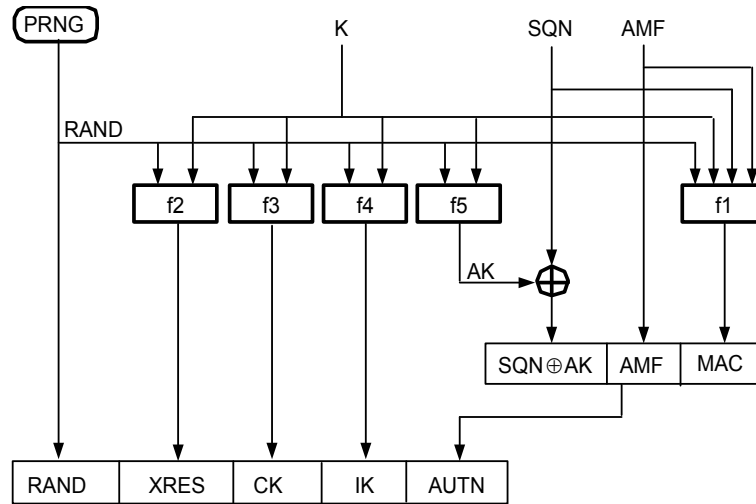 PRNG K SQN AMF
RAND
f2 f3 f4 f5 f1
AK
SQN⊕AK AMF MAC
RAND XRES CK IK AUTN